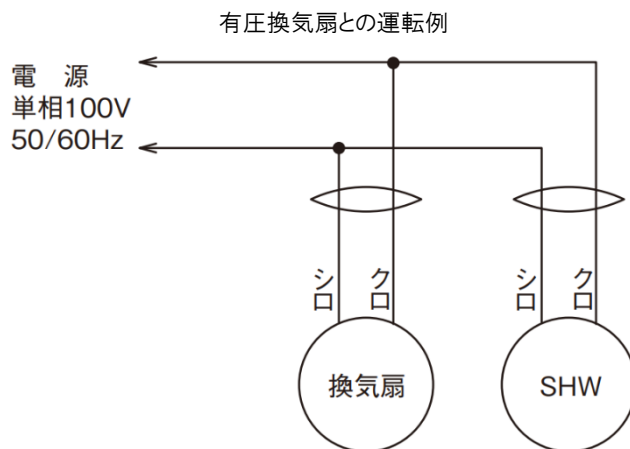 有圧換気扇との運転例
電　源
単相100V
50/60Hz
シロ
クロ
シロ
クロ
換気扇
SHW